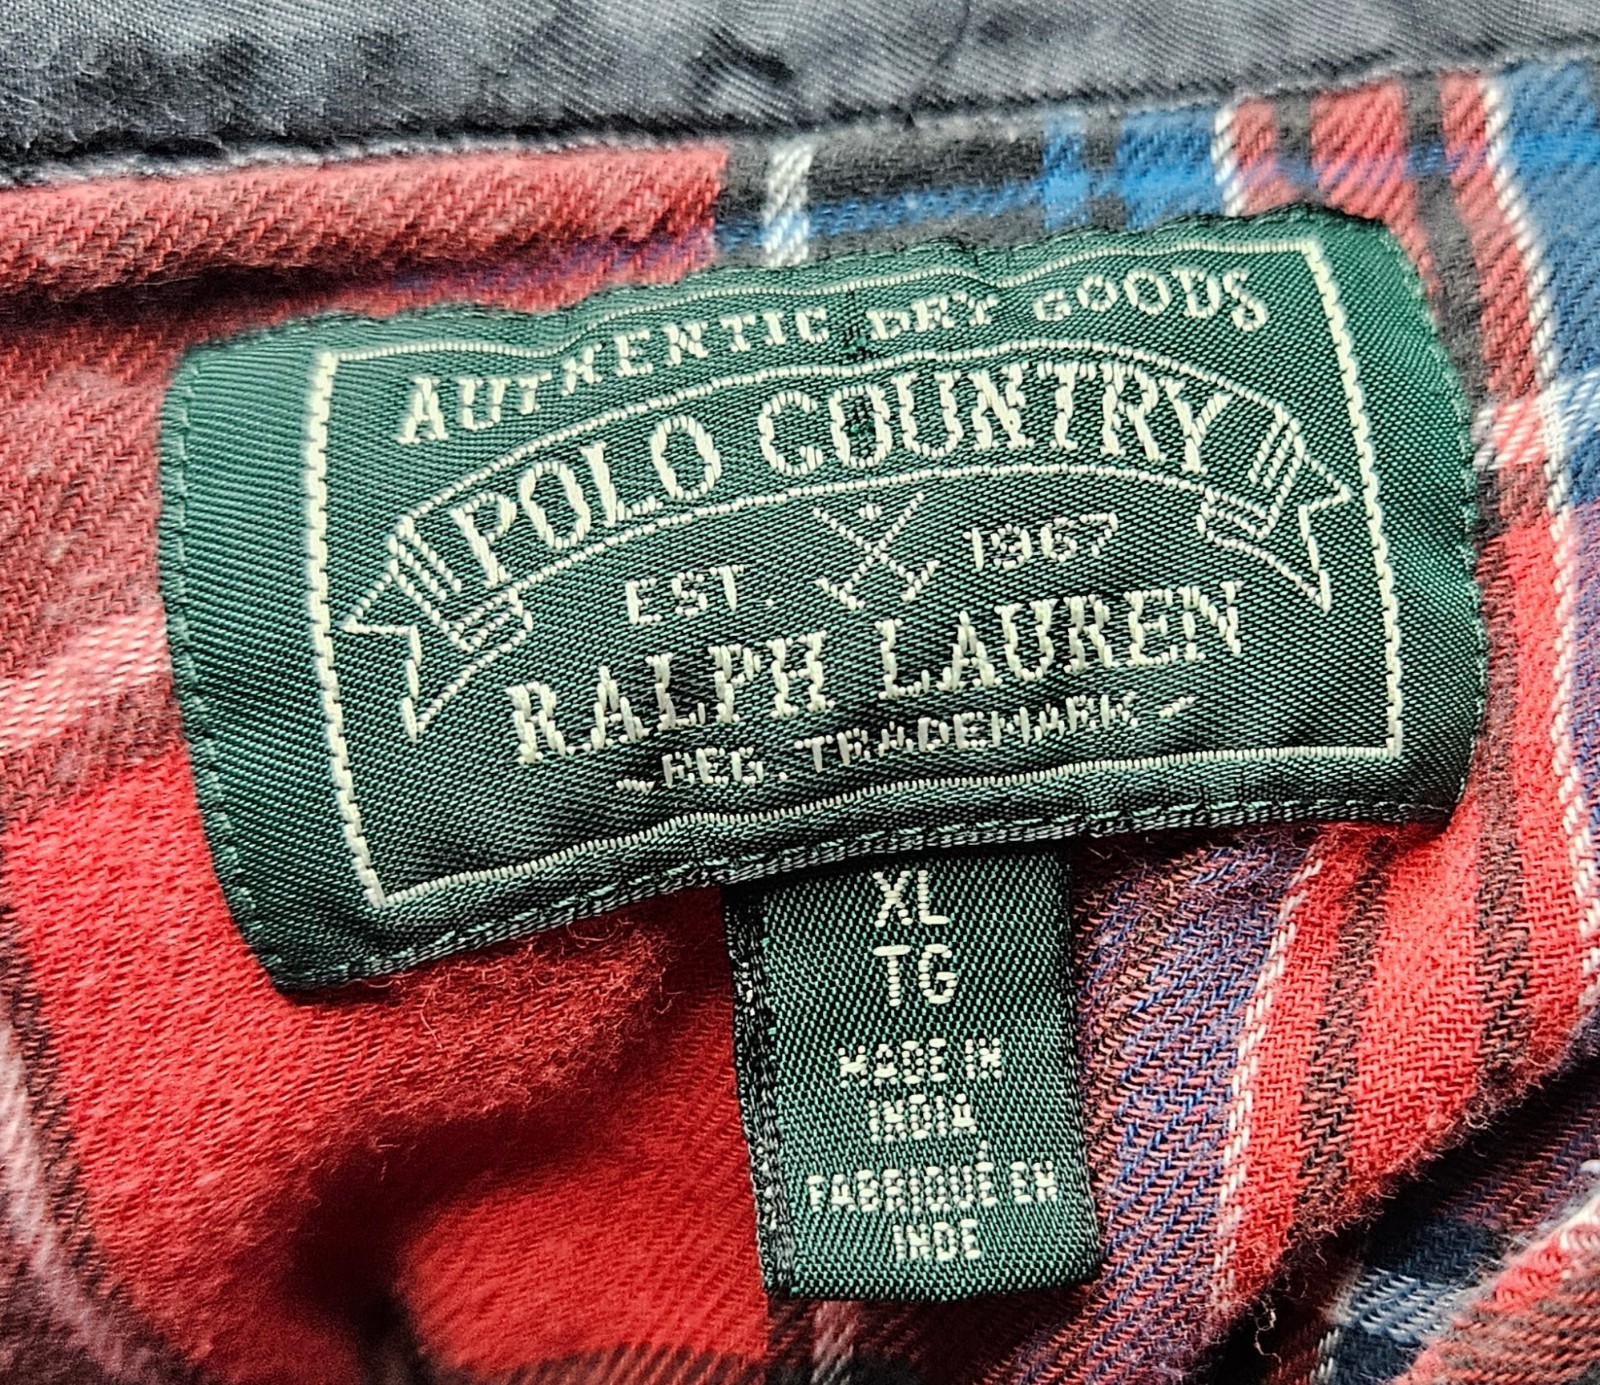 AUTHENTIC DRY GOODS
POLO COUNTRY
EST. 1967
RALPH LAUREN
- REG. TRADEMARK -
XL
TG
MADE IN
INDIA
FABRIQUÉ EN
INDE